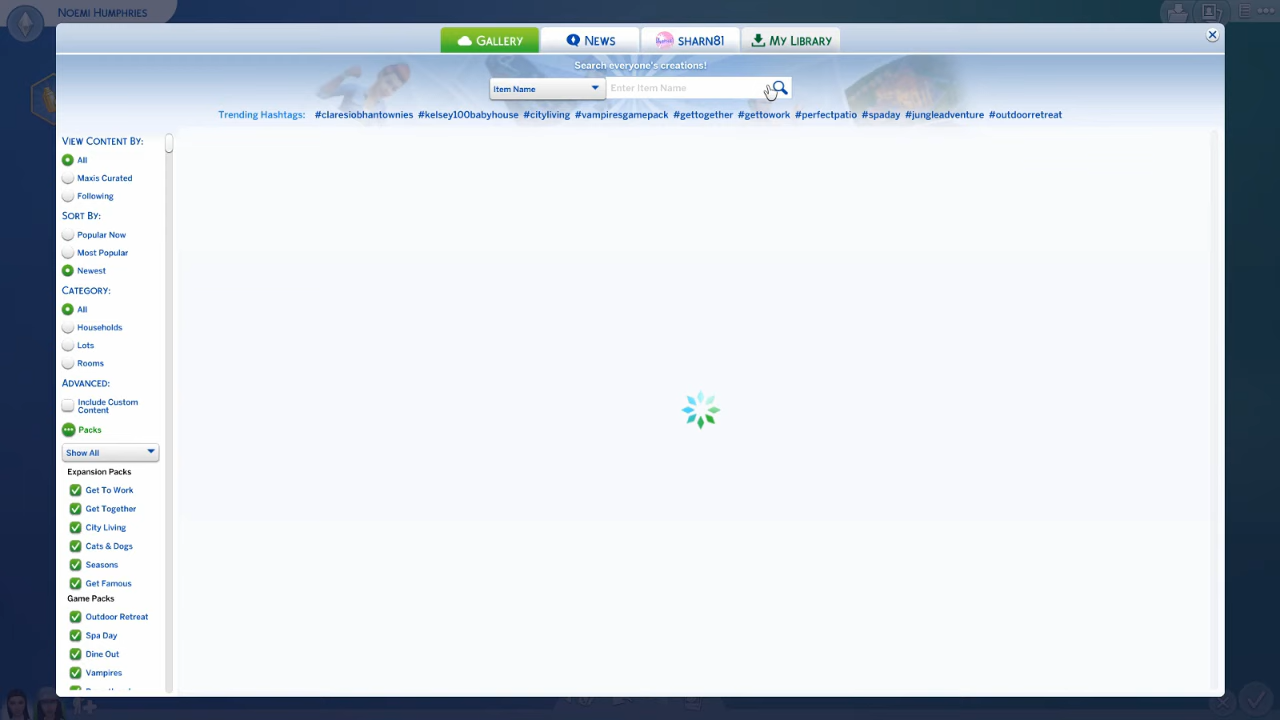 NOEMI HUMPHRIES
GALLERY
NEWS
SHARN81
MY LIBRARY
Search everyone's creations!
Item Name
Enter Item Name
Trending Hashtags: #claresiobhantownies #kelsey100babyhouse #cityliving #vampiresgamepack #gettogether #gettowork #perfectpatio #spaday #jungleadventure #outdoorretreat
VIEW CONTENT BY:
All
Maxis Curated
Following
SORT BY:
Popular Now
Most Popular
Newest
CATEGORY:
All
Households
Lots
Rooms
ADVANCED:
Include Custom
Content
Packs
Show All
Expansion Packs
Get To Work
Get Together
City Living
Cats & Dogs
Seasons
Get Famous
Game Packs
Outdoor Retreat
Spa Day
Dine Out
Vampires